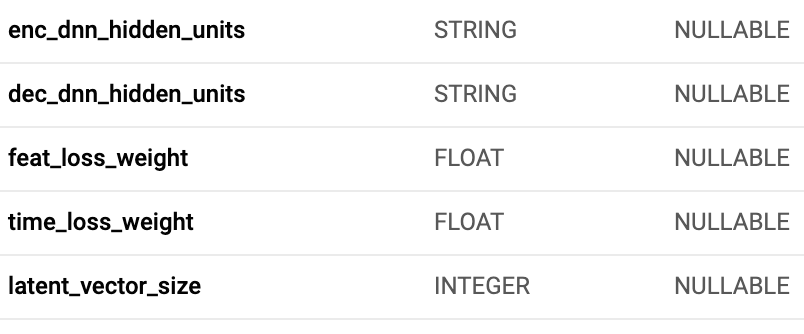 enc_dnn_hidden_units STRING NULLABLE
dec_dnn_hidden_units STRING NULLABLE
feat_loss_weight FLOAT NULLABLE
time_loss_weight FLOAT NULLABLE
latent_vector_size INTEGER NULLABLE